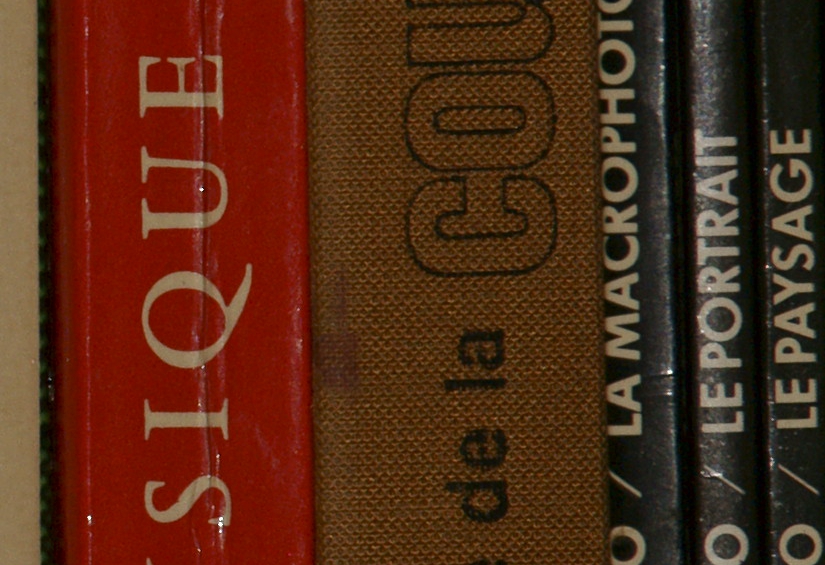 SIQUE
de la COU
O / LA MACROPHOTO
O / LE PORTRAIT
O / LE PAYSAGE